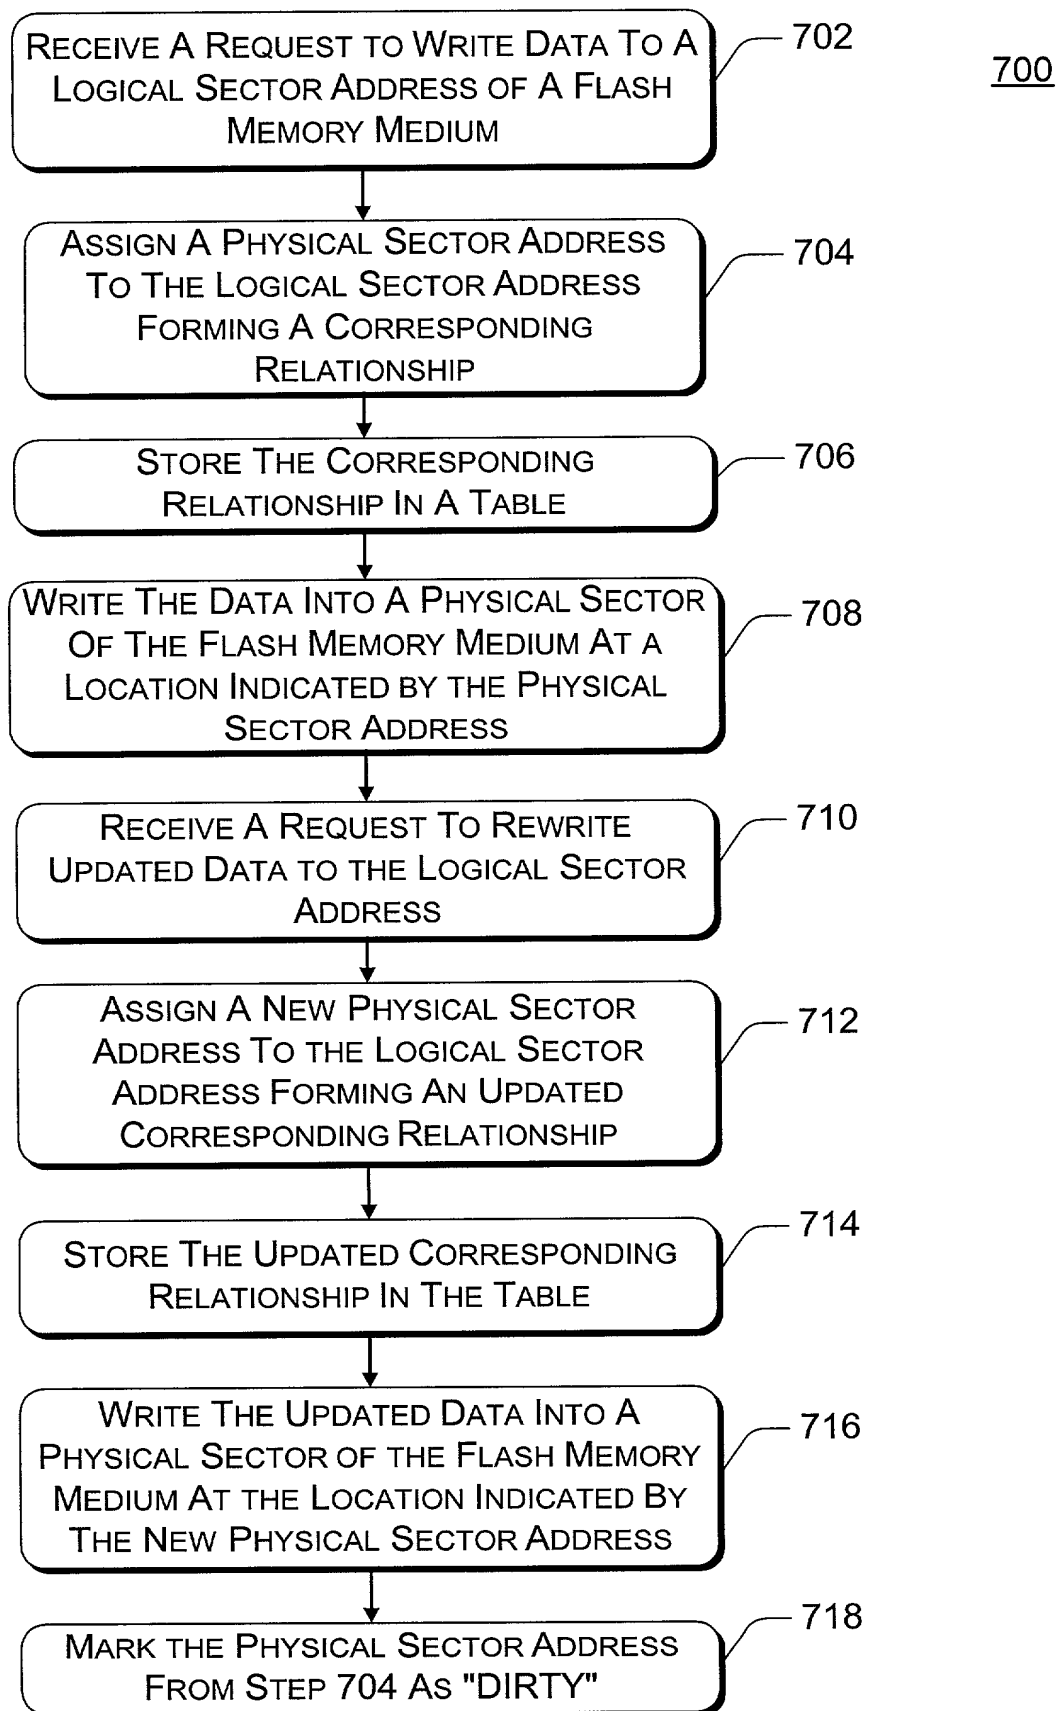 RECEIVE A REQUEST TO WRITE DATA TO A
LOGICAL SECTOR ADDRESS OF A FLASH
MEMORY MEDIUM
702
700
ASSIGN A PHYSICAL SECTOR ADDRESS
TO THE LOGICAL SECTOR ADDRESS
FORMING A CORRESPONDING
RELATIONSHIP
704
STORE THE CORRESPONDING
RELATIONSHIP IN A TABLE
706
WRITE THE DATA INTO A PHYSICAL SECTOR
OF THE FLASH MEMORY MEDIUM AT A
LOCATION INDICATED BY THE PHYSICAL
SECTOR ADDRESS
708
RECEIVE A REQUEST TO REWRITE
UPDATED DATA TO THE LOGICAL SECTOR
ADDRESS
710
ASSIGN A NEW PHYSICAL SECTOR
ADDRESS TO THE LOGICAL SECTOR
ADDRESS FORMING AN UPDATED
CORRESPONDING RELATIONSHIP
712
STORE THE UPDATED CORRESPONDING
RELATIONSHIP IN THE TABLE
714
WRITE THE UPDATED DATA INTO A
PHYSICAL SECTOR OF THE FLASH MEMORY
MEDIUM AT THE LOCATION INDICATED BY
THE NEW PHYSICAL SECTOR ADDRESS
716
MARK THE PHYSICAL SECTOR ADDRESS
FROM STEP 704 AS "DIRTY"
718